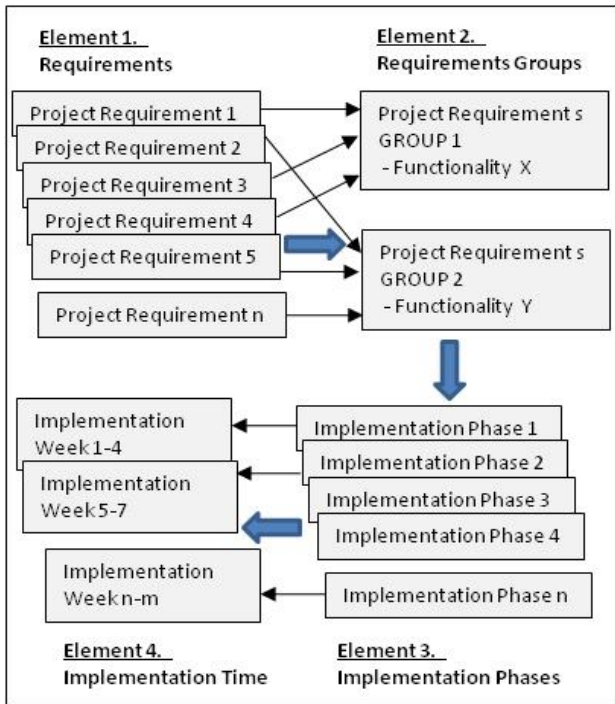 Element 1.
Requirements
Element 2.
Requirements Groups
Project Requirement 1
Project Requirement 2
Project Requirement 3
Project Requirement 4
Project Requirement 5
Project Requirement n
Project Requirement s
GROUP 1
- Functionality X
Project Requirement s
GROUP 2
- Functionality Y
Implementation
Week 1-4
Implementation
Week 5-7
Implementation
Week n-m
Implementation Phase 1
Implementation Phase 2
Implementation Phase 3
Implementation Phase 4
Implementation Phase n
Element 4.
Implementation Time
Element 3.
Implementation Phases